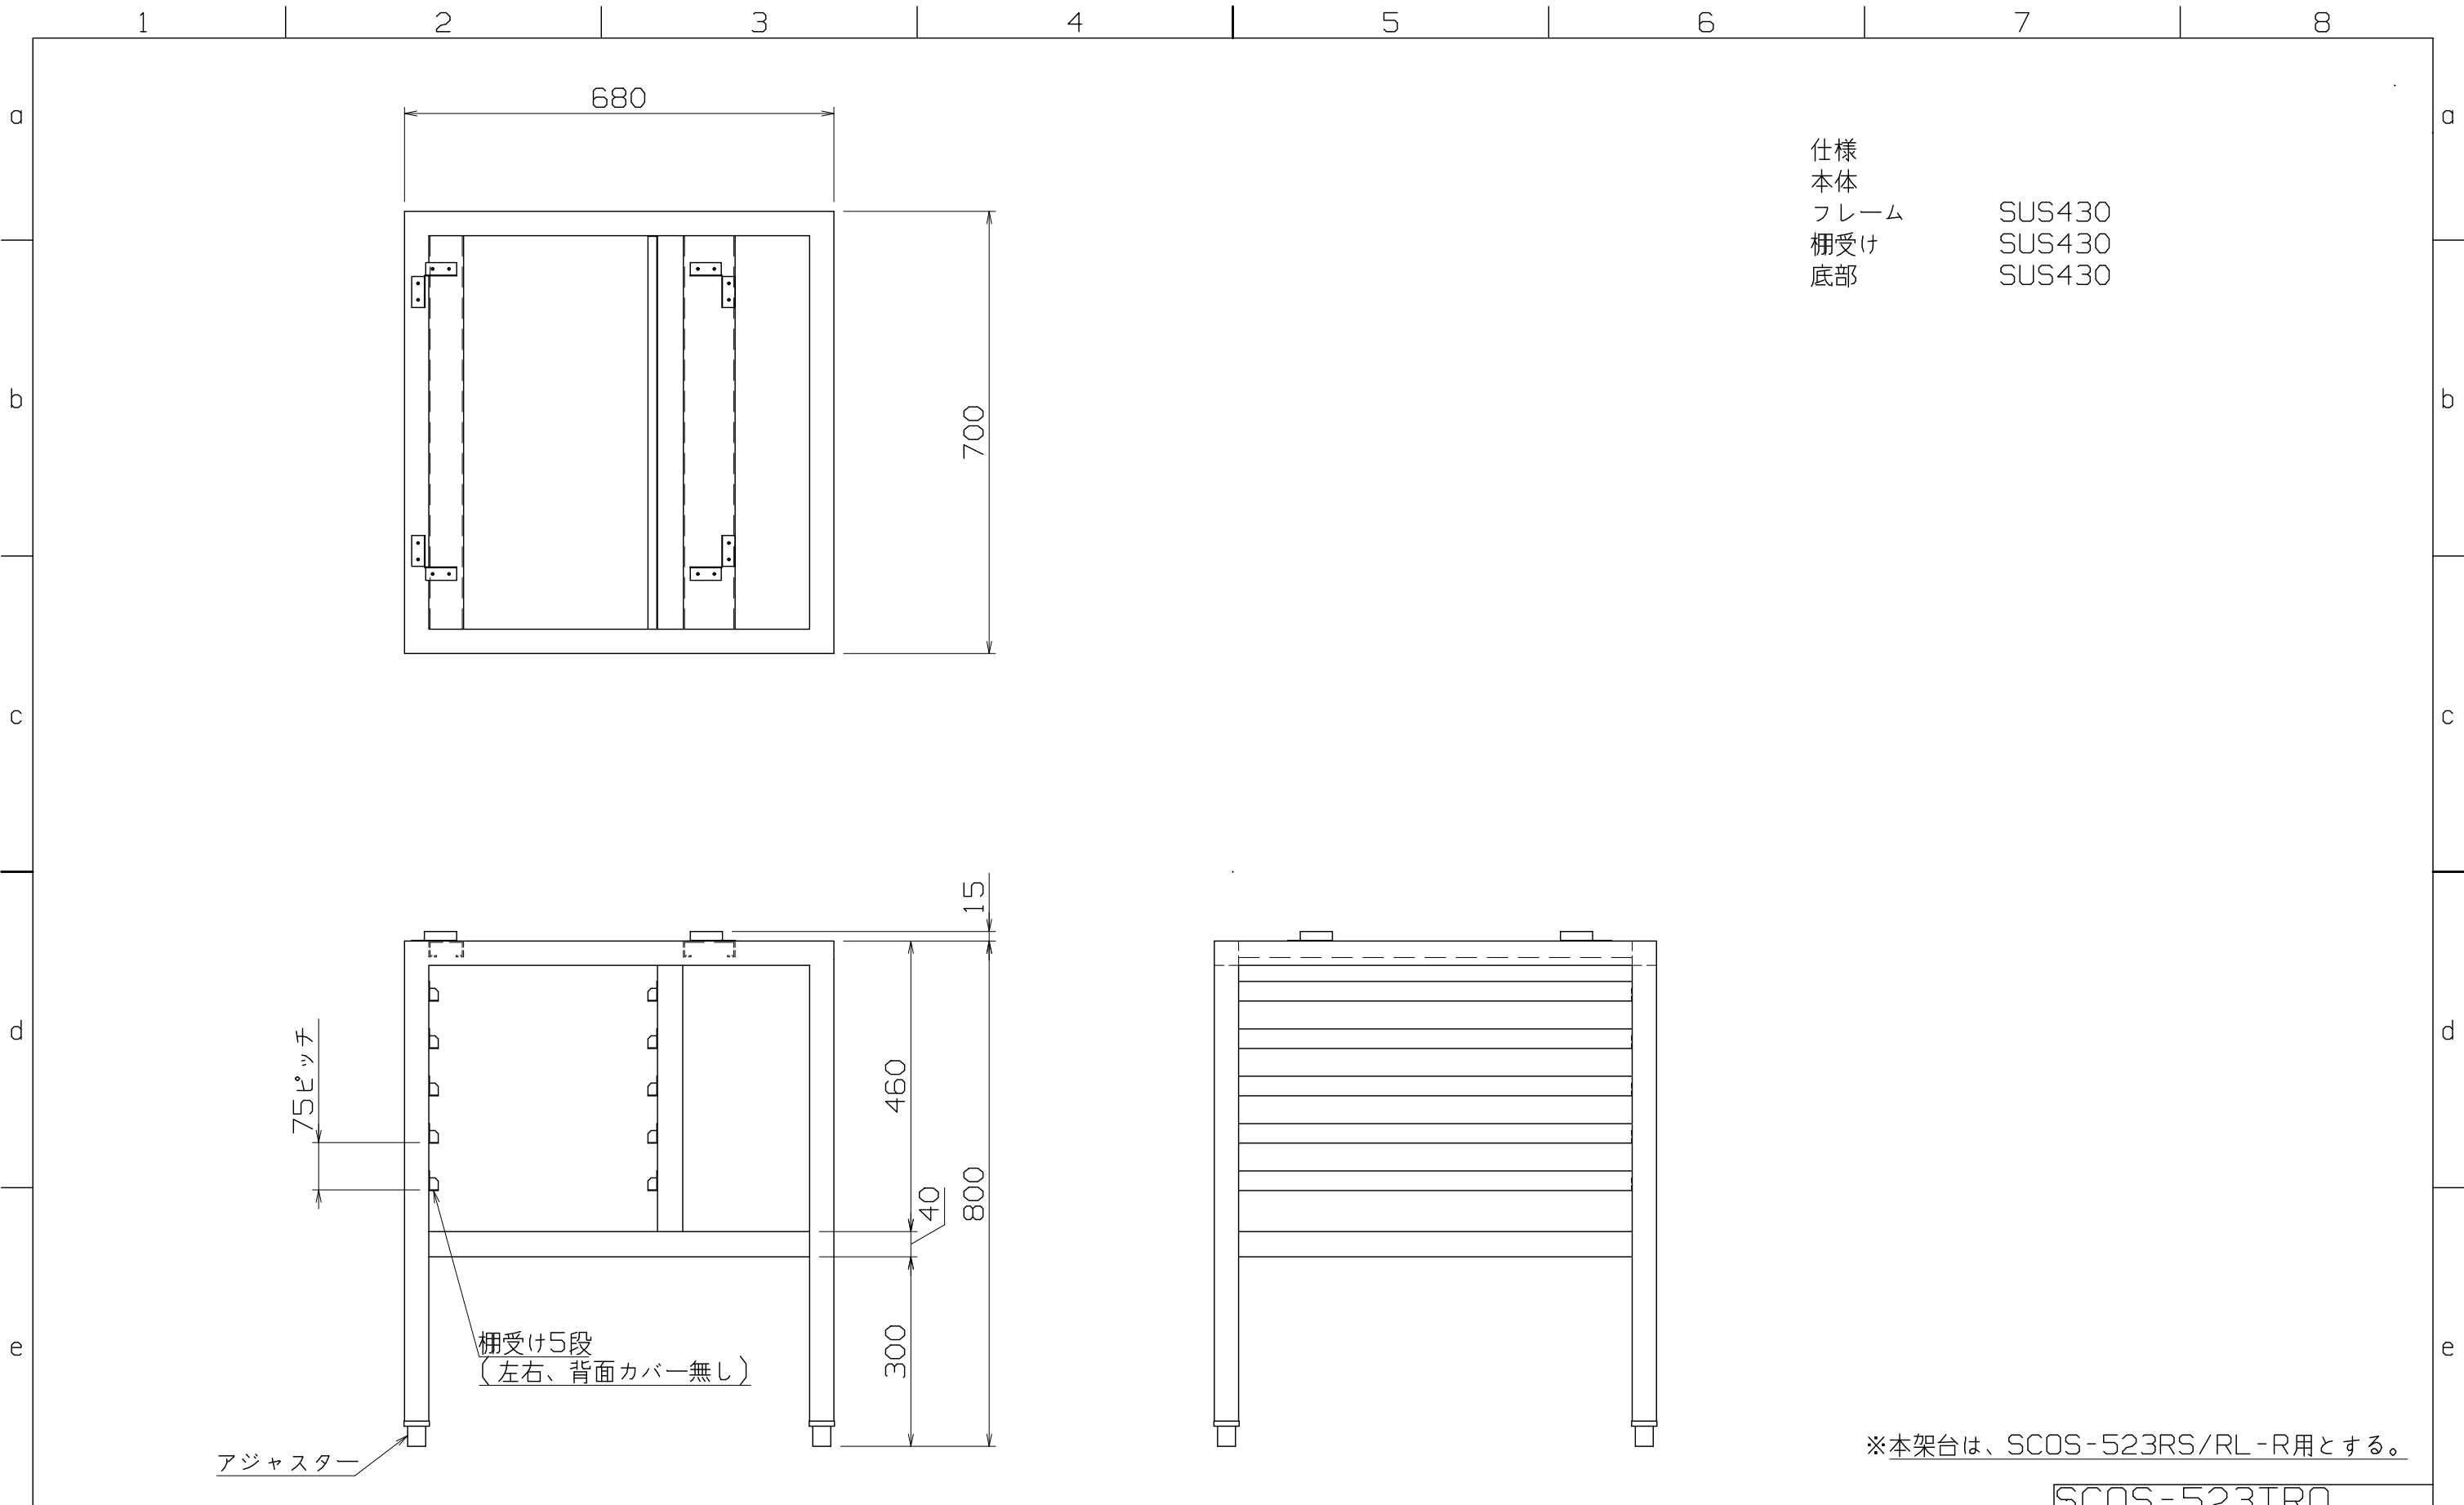 1 2 3 4 5 6 7 8
a a
680
仕様
本体
フレーム SUS430
棚受け SUS430
底部 SUS430
b b
700
c c
15
d d
75ピッチ
460
40
800
棚受け5段
(左右、背面カバー無し)
300
e e
アジャスター
※本架台は、SCOS-523RS/RL-R用とする。